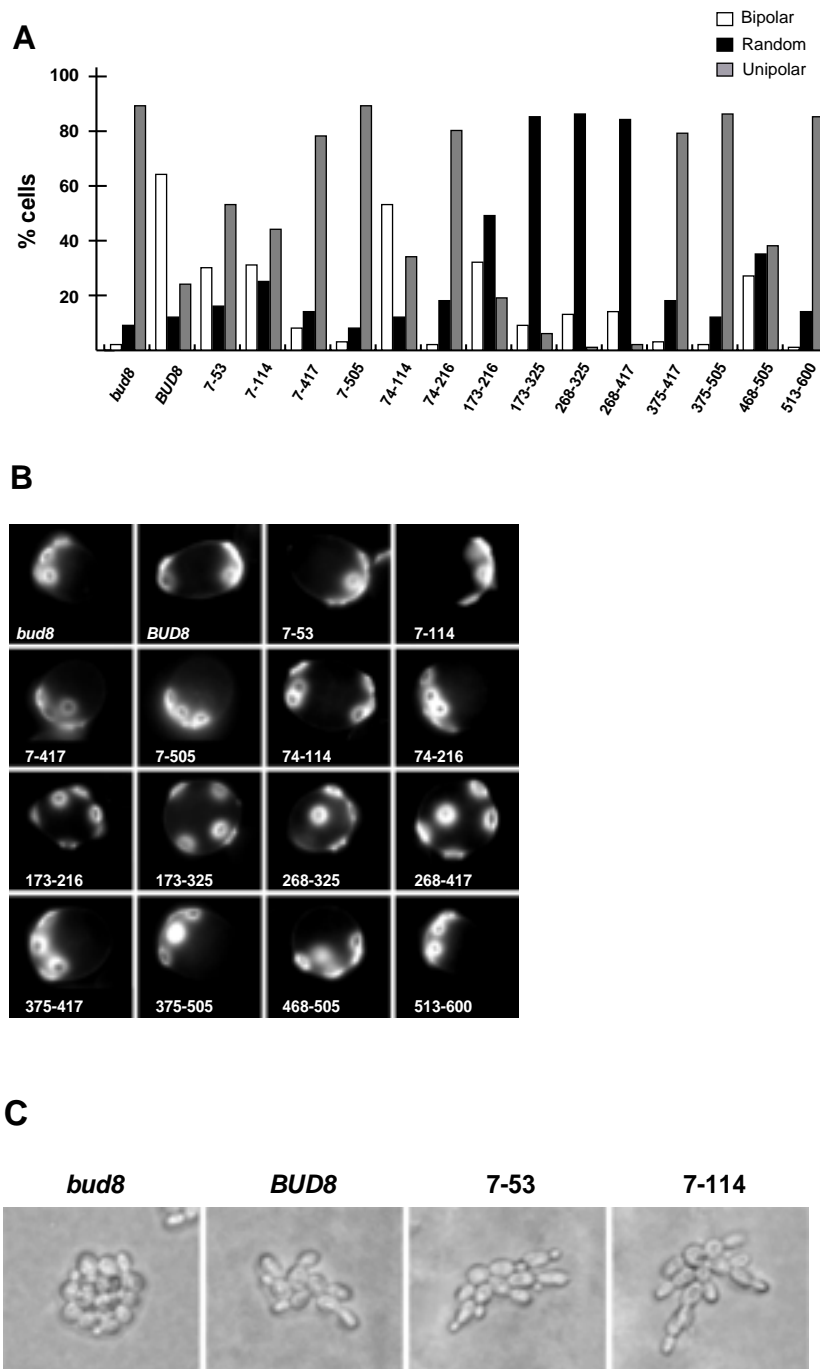 A
Bipolar
Random
Unipolar
% cells
100
80
60
40
20
bud8
BUD8
7-53
7-114
7-417
7-505
74-114
74-216
173-216
173-325
268-325
268-417
375-417
375-505
468-505
513-600
B
bud8 BUD8 7-53 7-114
7-417 7-505 74-114 74-216
173-216 173-325 268-325 268-417
375-417 375-505 468-505 513-600
C
bud8 BUD8 7-53 7-114